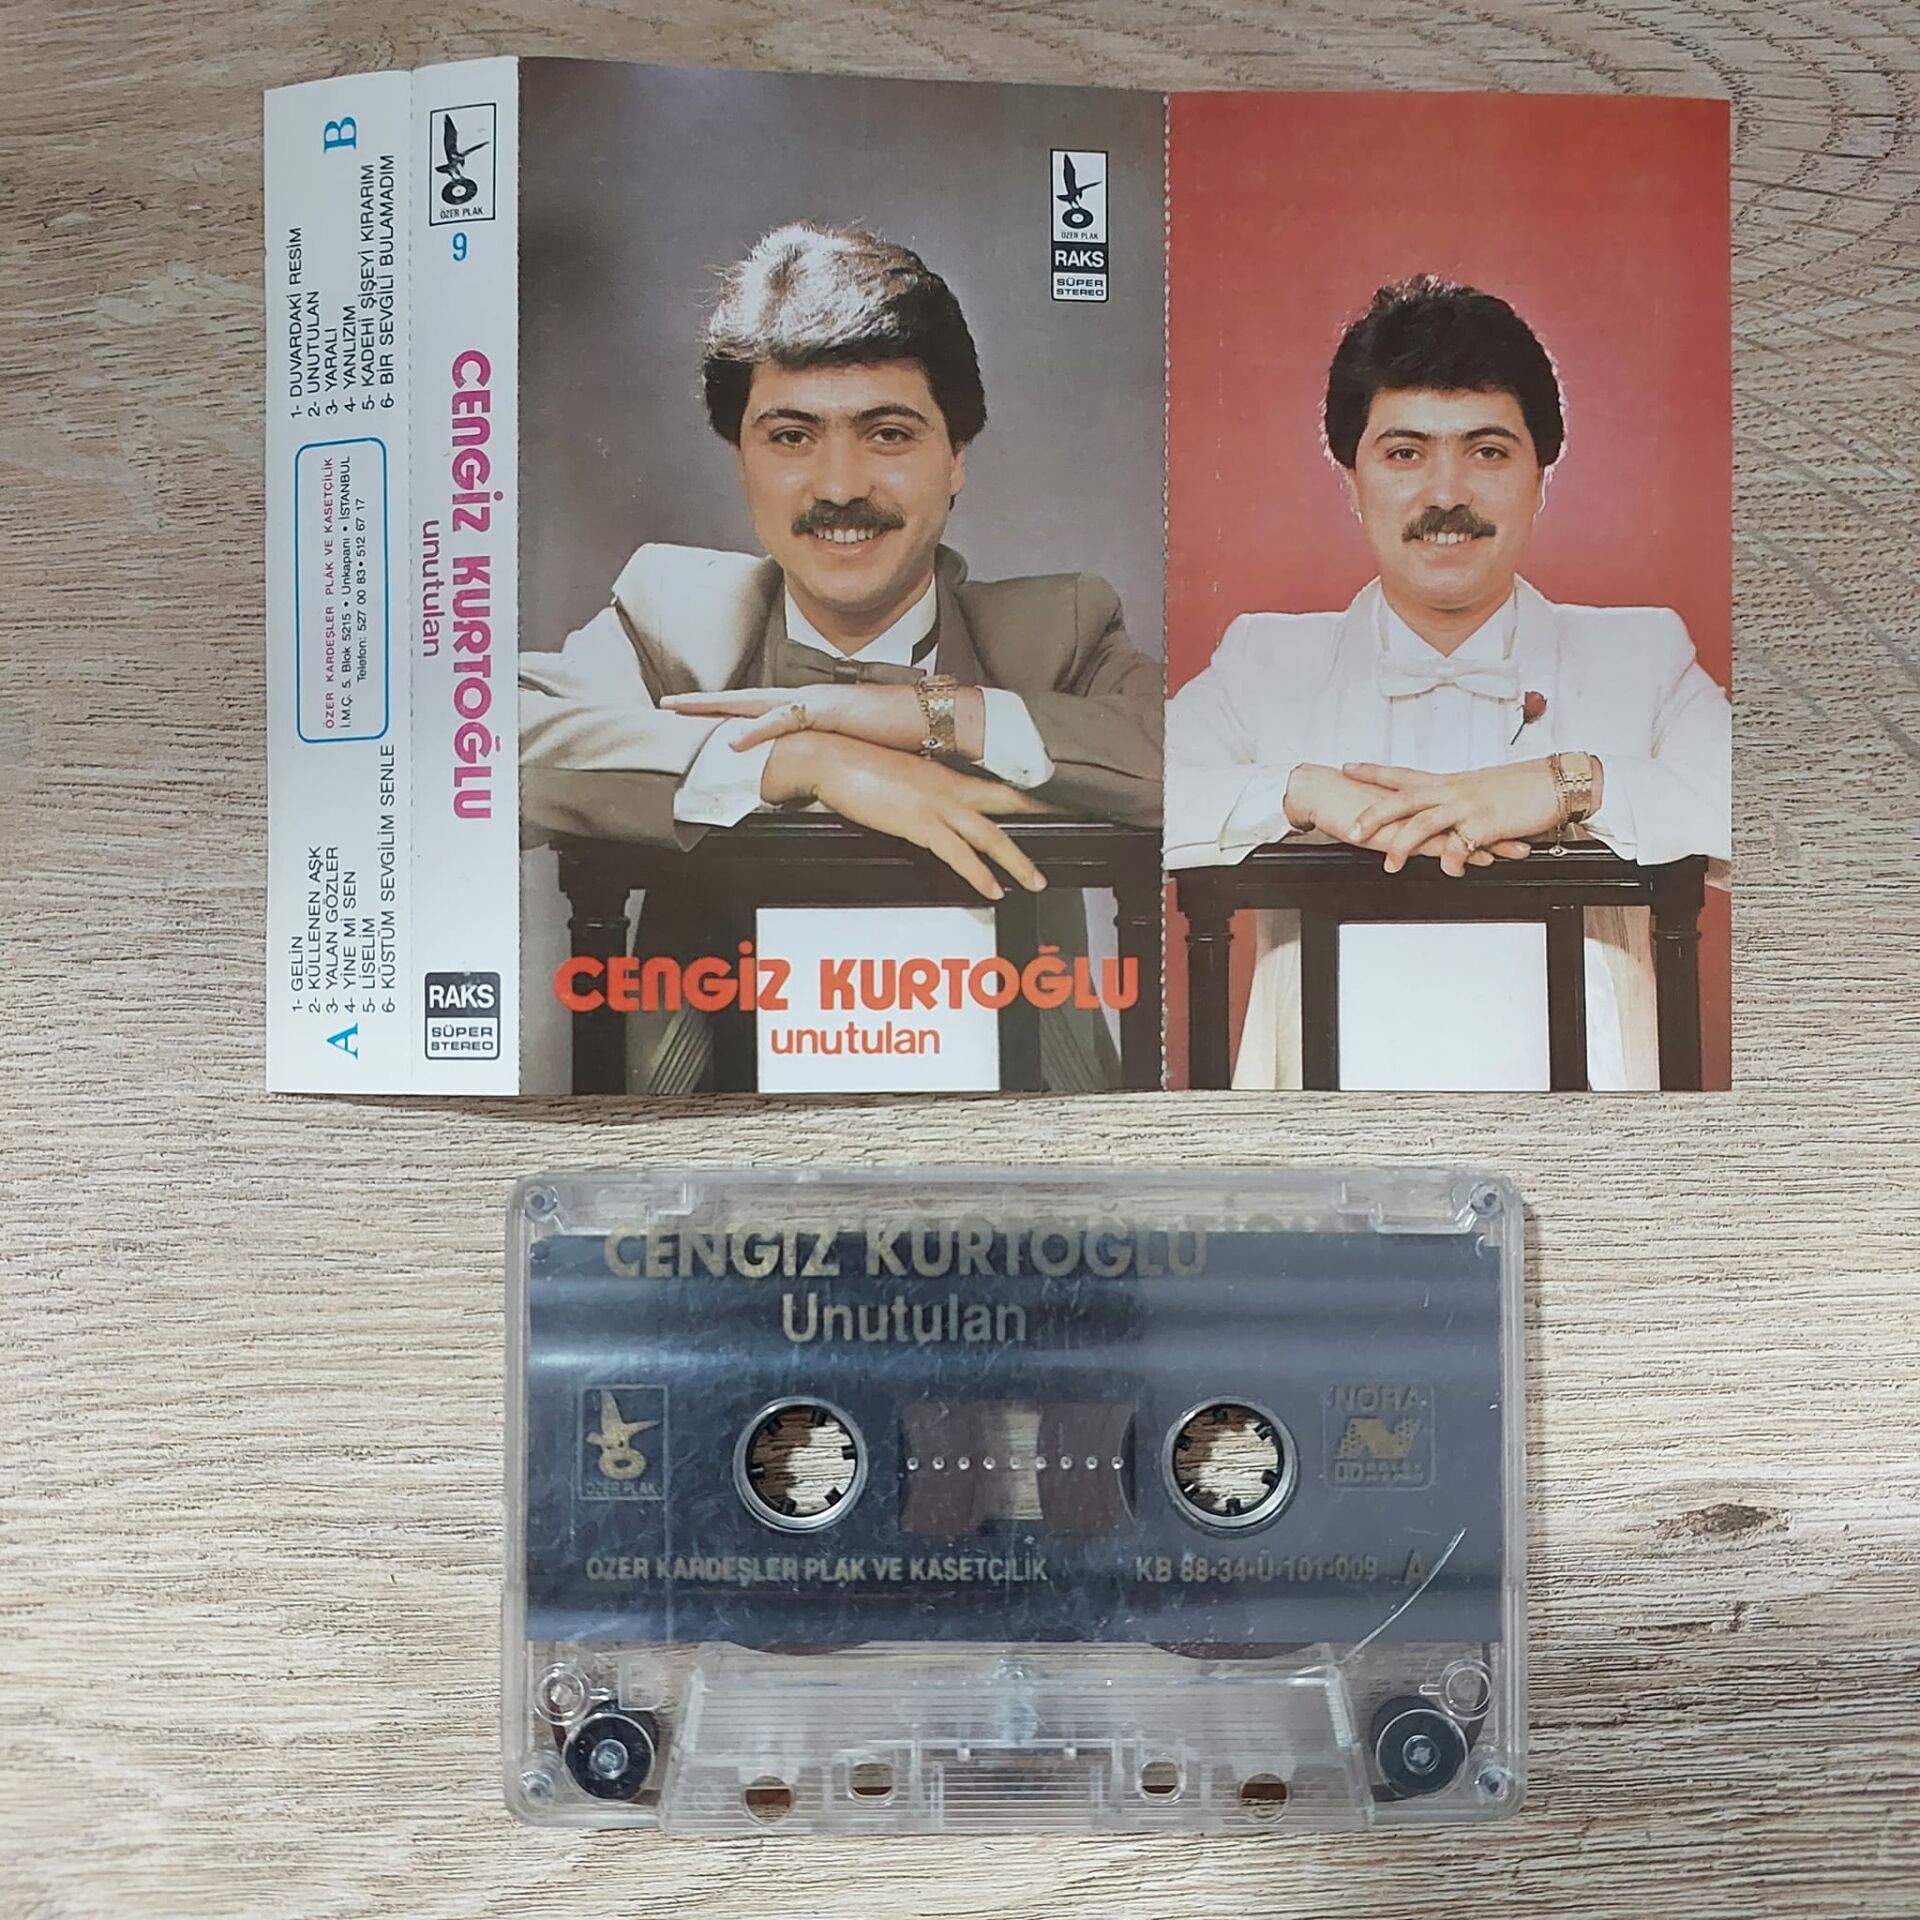 A
1- GELİN
2- KÜLLENEN AŞK
3- YALAN GÖZLER
4- YİNE Mİ SEN
5- LİSELİM
6- KÜSTÜM SEVGİLİM SENLE
ÖZER KARDEŞLER PLAK VE KASETÇİLİK
İ.M.Ç. 5. Blok 5215 • Unkapanı • İSTANBUL
Telefon: 527 00 83 • 512 67 17
B
1- DUVARDAKİ RESİM
2- UNUTULAN
3- YARALI
4- YANLIZIM
5- KADEHİ ŞİŞEYİ KIRARIM
6- BİR SEVGİLİ BULAMADIM
ÖZER PLAK
9
CENGİZ KURTOĞLU
unutulan
RAKS
SÜPER
STEREO
ÖZER PLAK
RAKS
SÜPER
STEREO
CENGİZ KURTOĞLU
unutulan
CENGİZ KURTOĞLU
Unutulan
ÖZER PLAK
NORA
ÖZER KARDEŞLER PLAK VE KASETÇİLİK
KB 88-34-Ü-101-009 A